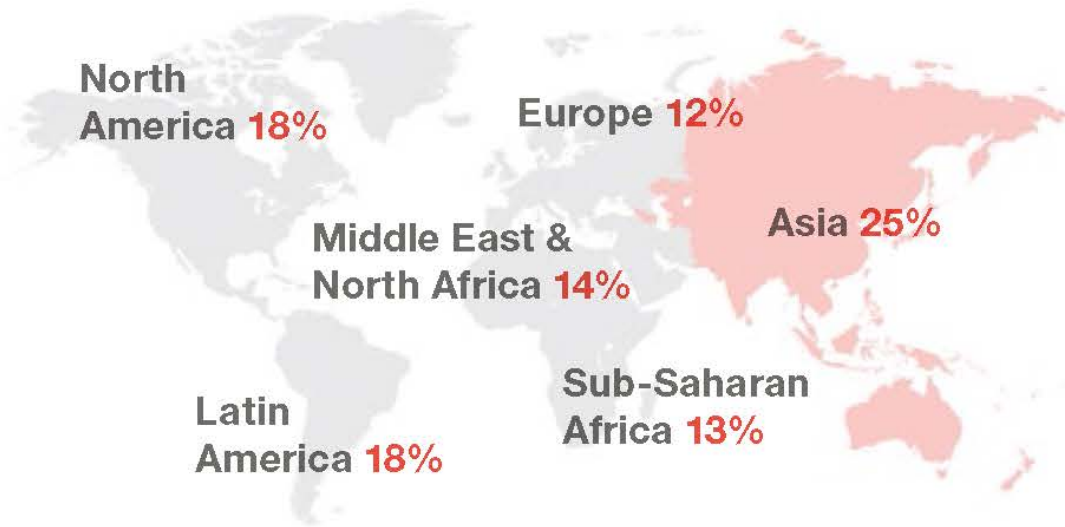 North
America 18%
Europe 12%
Asia 25%
Middle East &
North Africa 14%
Sub-Saharan
Africa 13%
Latin
America 18%